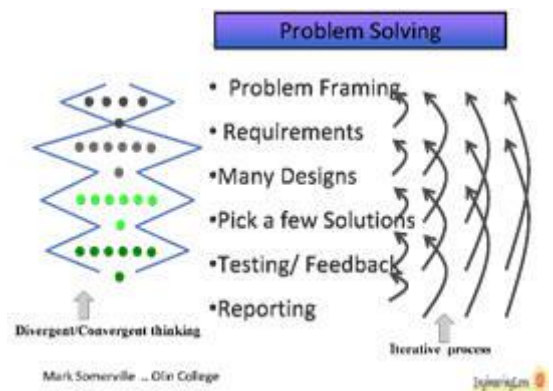 Problem Solving
• Problem Framing
• Requirements
• Many Designs
• Pick a few Solutions
•Testing/ Feedback
•Reporting
Divergent/Convergent thinking
Iterative process
Mark Somerville ... Olin College